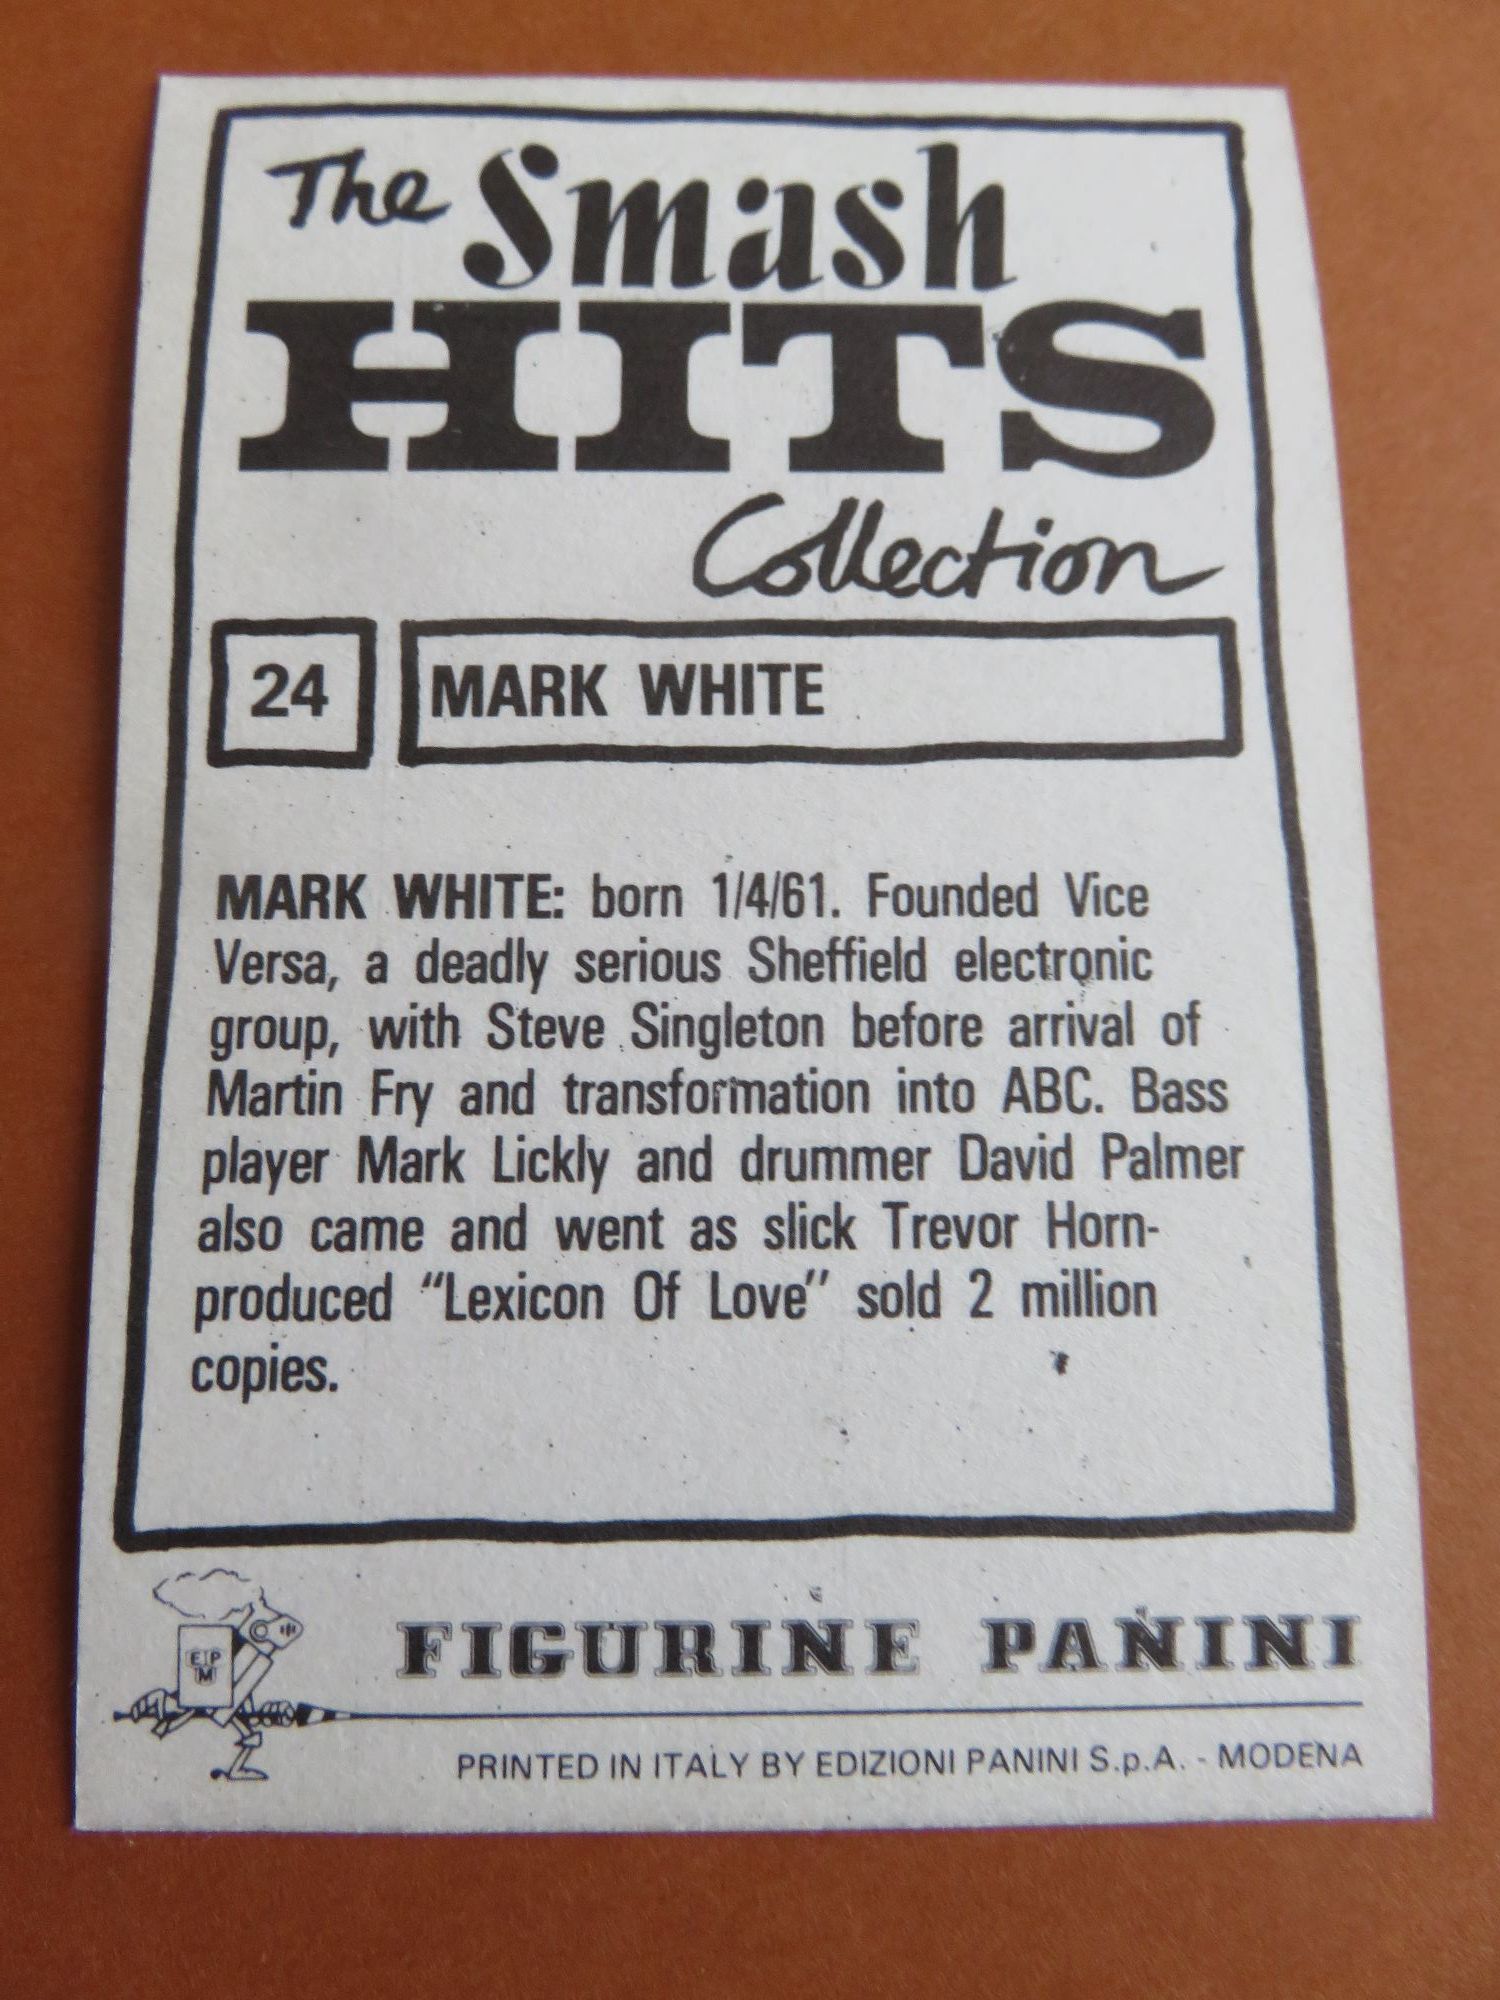 The Smash
HITS
Collection
24 MARK WHITE
MARK WHITE: born 1/4/61. Founded Vice
Versa, a deadly serious Sheffield electronic
group, with Steve Singleton before arrival of
Martin Fry and transformation into ABC. Bass
player Mark Lickly and drummer David Palmer
also came and went as slick Trevor Horn-
produced “Lexicon Of Love” sold 2 million
copies.
EPM
FIGURINE PANINI
PRINTED IN ITALY BY EDIZIONI PANINI S.p.A. - MODENA